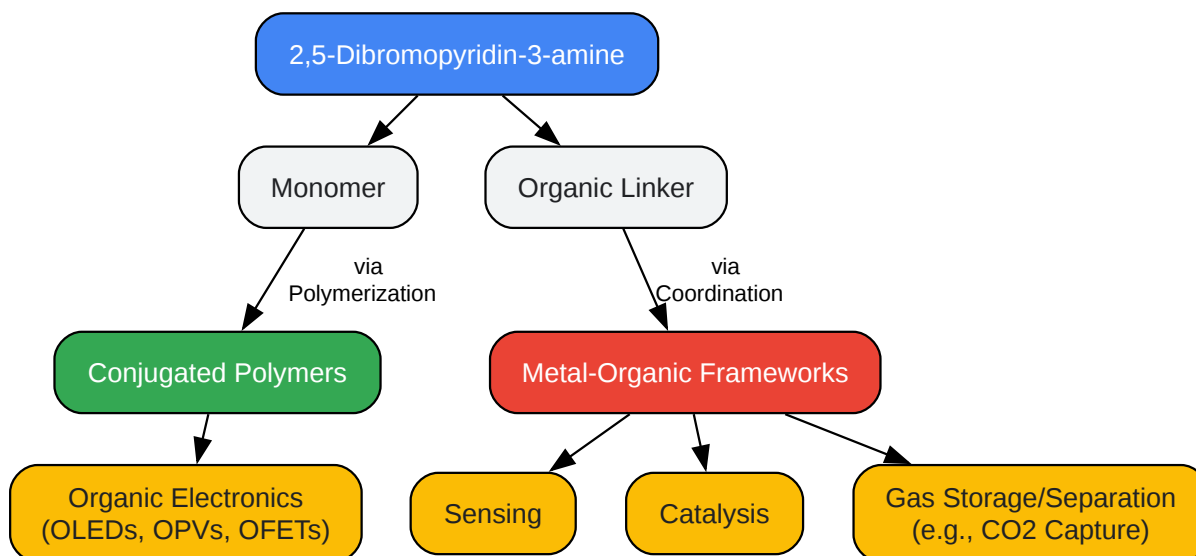 2,5-Dibromopyridin-3-amine
Monomer
Organic Linker
via
Polymerization
via
Coordination
Conjugated Polymers
Metal-Organic Frameworks
Organic Electronics
(OLEDs, OPVs, OFETs)
Sensing
Catalysis
Gas Storage/Separation
(e.g., CO2 Capture)